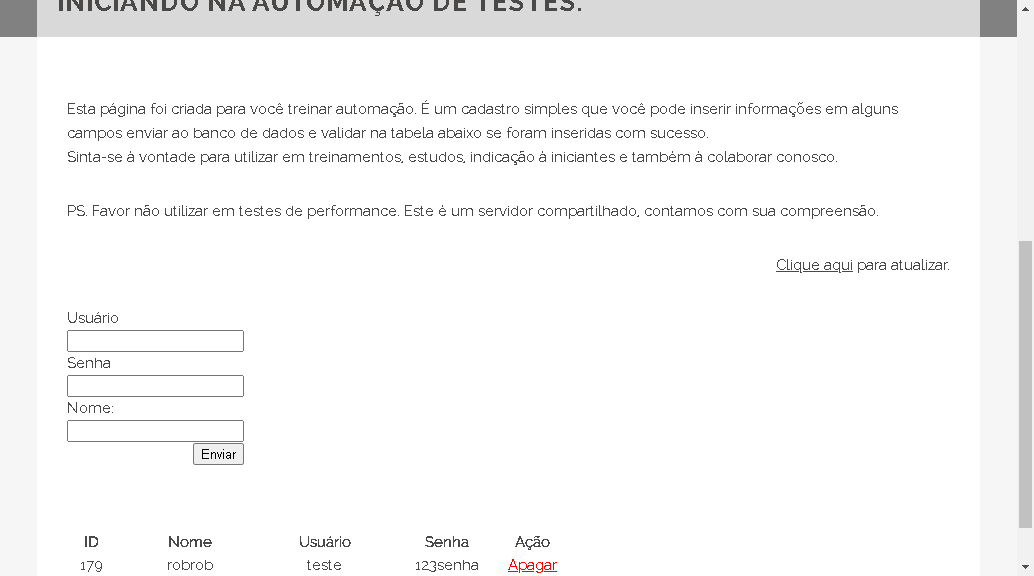 INICIANDO NA AUTOMAÇÃO DE TESTES.
Esta página foi criada para você treinar automação. É um cadastro simples que você pode inserir informações em alguns
campos enviar ao banco de dados e validar na tabela abaixo se foram inseridas com sucesso.
Sinta-se à vontade para utilizar em treinamentos, estudos, indicação à iniciantes e também à colaborar conosco.
PS. Favor não utilizar em testes de performance. Este é um servidor compartilhado, contamos com sua compreensão.
Clique aqui para atualizar.
Usuário
Senha
Nome:
Enviar
ID Nome Usuário Senha Ação
179 robrob teste 123senha Apagar